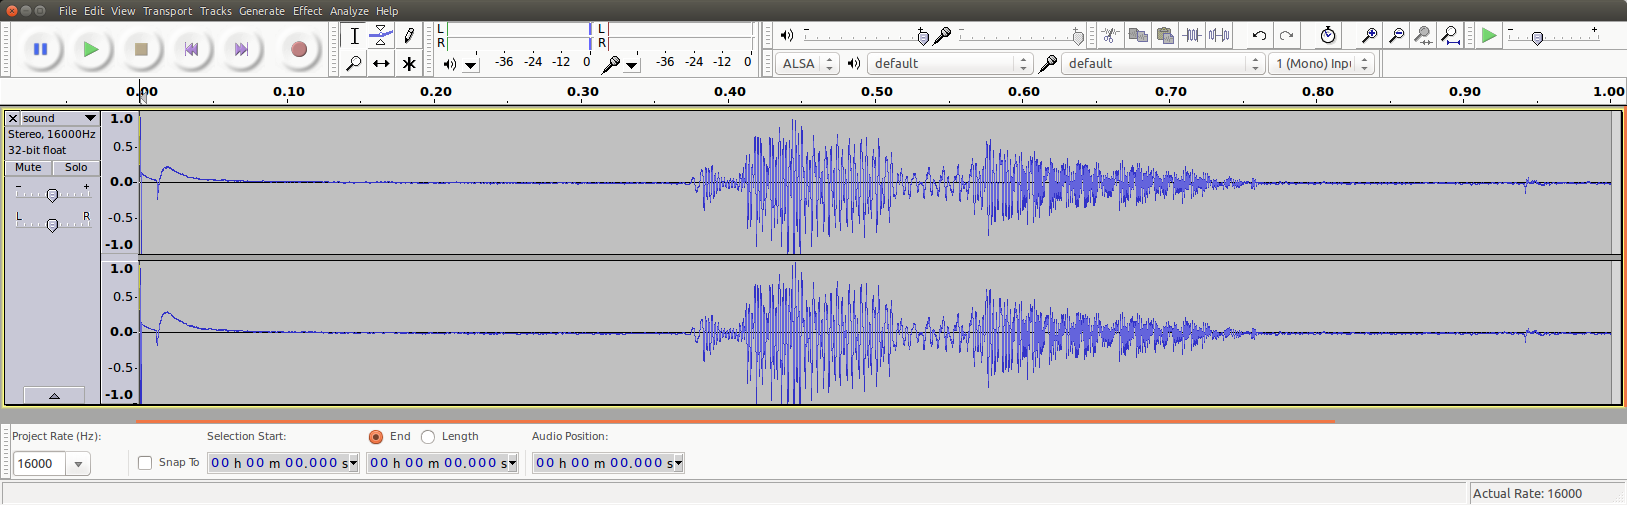 File Edit View Transport Tracks Generate Effect Analyze Help
L
R
-36 -24 -12 0
L
R
-36 -24 -12 0
ALSA
default
default
1 (Mono) Inpu
0.00 0.10 0.20 0.30 0.40 0.50 0.60 0.70 0.80 0.90 1.00
X sound
Stereo, 16000Hz
32-bit float
Mute Solo
- +
L R
1.0
0.5-
0.0-
-0.5-
-1.0
1.0
0.5-
0.0-
-0.5-
-1.0
Project Rate (Hz): Selection Start: End Length Audio Position:
16000 Snap To 00 h 00 m 00.000 s 00 h 00 m 00.000 s 00 h 00 m 00.000 s
Actual Rate: 16000